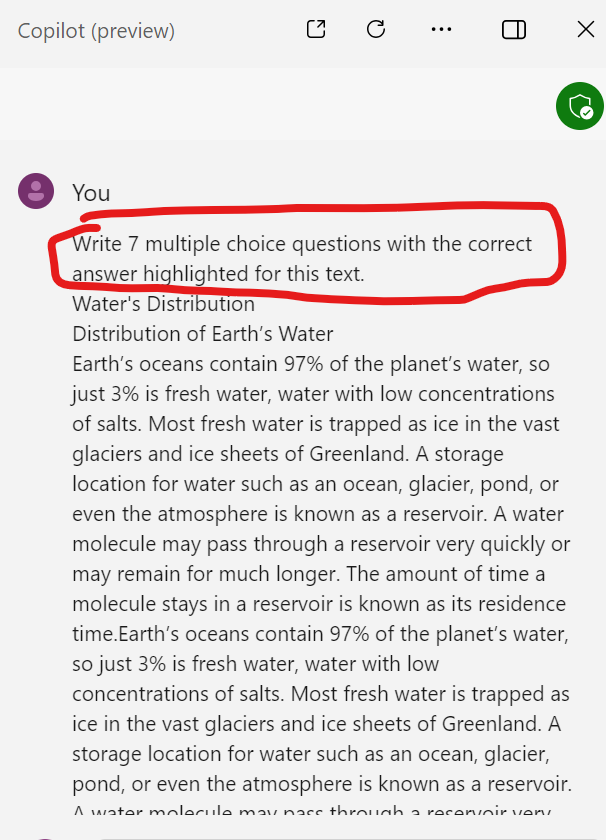 Copilot (preview)
You
Write 7 multiple choice questions with the correct
answer highlighted for this text.
Water's Distribution
Distribution of Earth’s Water
Earth’s oceans contain 97% of the planet’s water, so
just 3% is fresh water, water with low concentrations
of salts. Most fresh water is trapped as ice in the vast
glaciers and ice sheets of Greenland. A storage
location for water such as an ocean, glacier, pond, or
even the atmosphere is known as a reservoir. A water
molecule may pass through a reservoir very quickly or
may remain for much longer. The amount of time a
molecule stays in a reservoir is known as its residence
time.Earth’s oceans contain 97% of the planet’s water,
so just 3% is fresh water, water with low
concentrations of salts. Most fresh water is trapped as
ice in the vast glaciers and ice sheets of Greenland. A
storage location for water such as an ocean, glacier,
pond, or even the atmosphere is known as a reservoir.
A water molecule may pass through a reservoir very